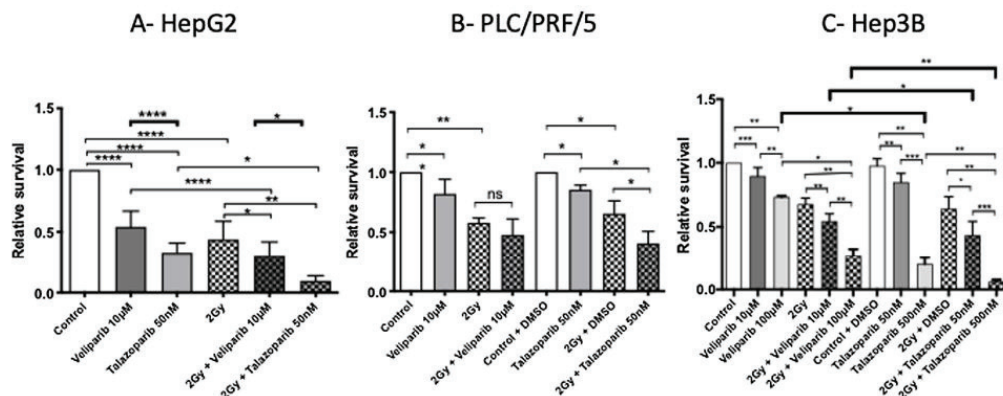 A- HepG2
B- PLC/PRF/5
C- Hep3B
Relative survival
1.5
1.0
0.5
0.0
****
*
****
****
****
*
****
**
*
Control
Veliparib 10µM
Talazoparib 50nM
2Gy
2Gy + Veliparib 10µM
2Gy + Talazoparib 50nM
Relative survival
1.5
1.0
0.5
0.0
**
*
*
*
*
*
*
ns
Control
Veliparib 10µM
2Gy
2Gy + Veliparib 10µM
Control + DMSO
Talazoparib 50nM
2Gy + DMSO
2Gy + Talazoparib 50nM
Relative survival
1.5
1.0
0.5
0.0
**
*
*
**
**
***
**
*
**
**
**
**
**
***
**
**
*
***
Control
Veliparib 10µM
Veliparib 100µM
2Gy
2Gy + Veliparib 10µM
2Gy + Veliparib 100µM
Control + DMSO
Talazoparib 50nM
Talazoparib 500nM
2Gy + DMSO
2Gy + Talazoparib 50nM
2Gy + Talazoparib 500nM